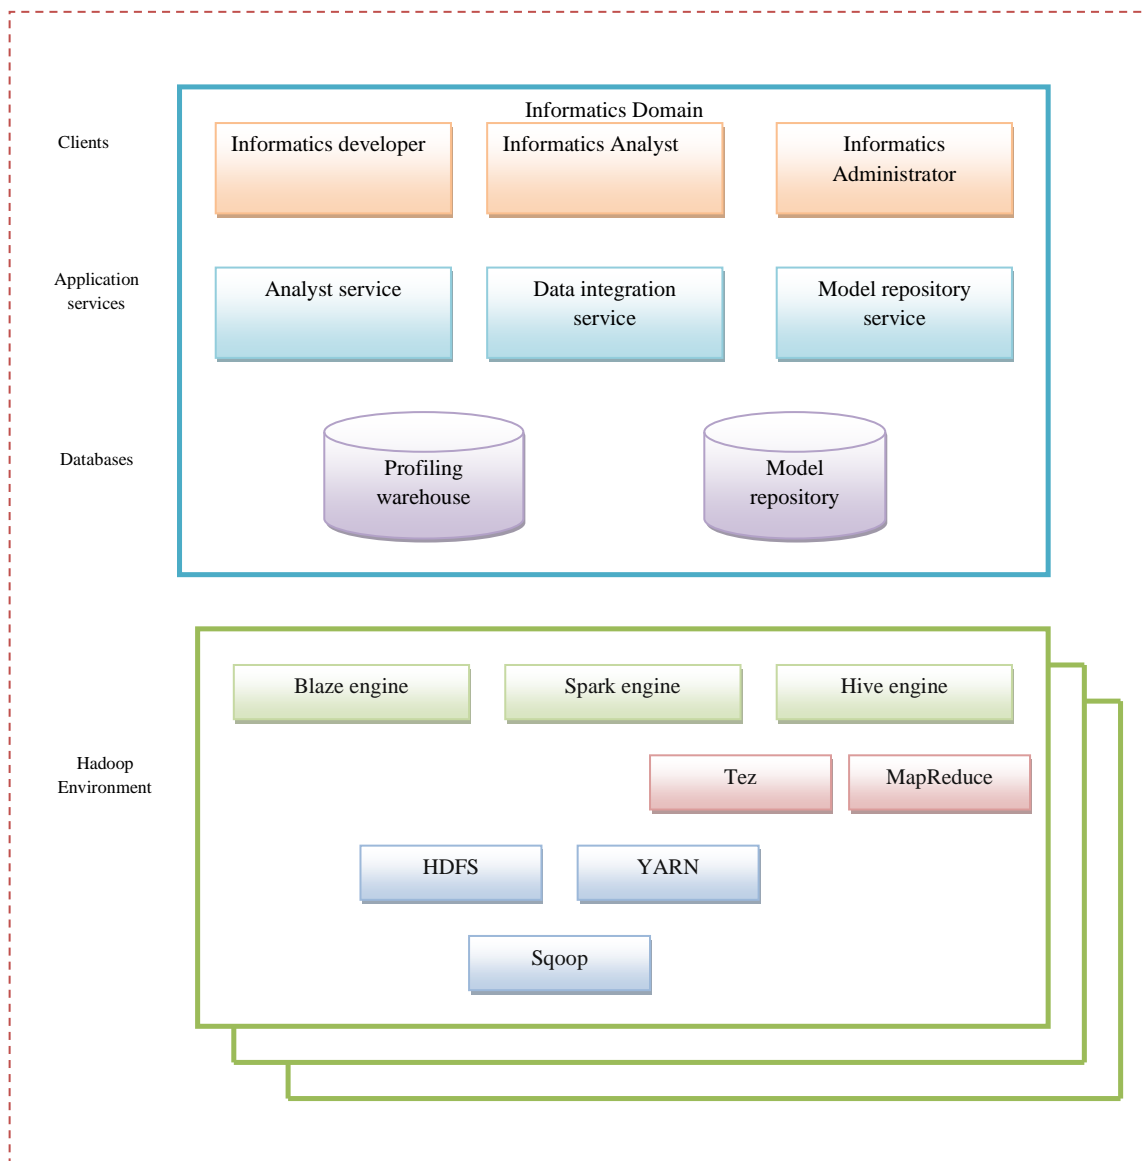 Informatics Domain
Clients
Informatics developer
Informatics Analyst
Informatics
Administrator
Application
services
Analyst service
Data integration
service
Model repository
service
Databases
Profiling
warehouse
Model
repository
Blaze engine
Spark engine
Hive engine
Hadoop
Environment
Tez
MapReduce
HDFS
YARN
Sqoop